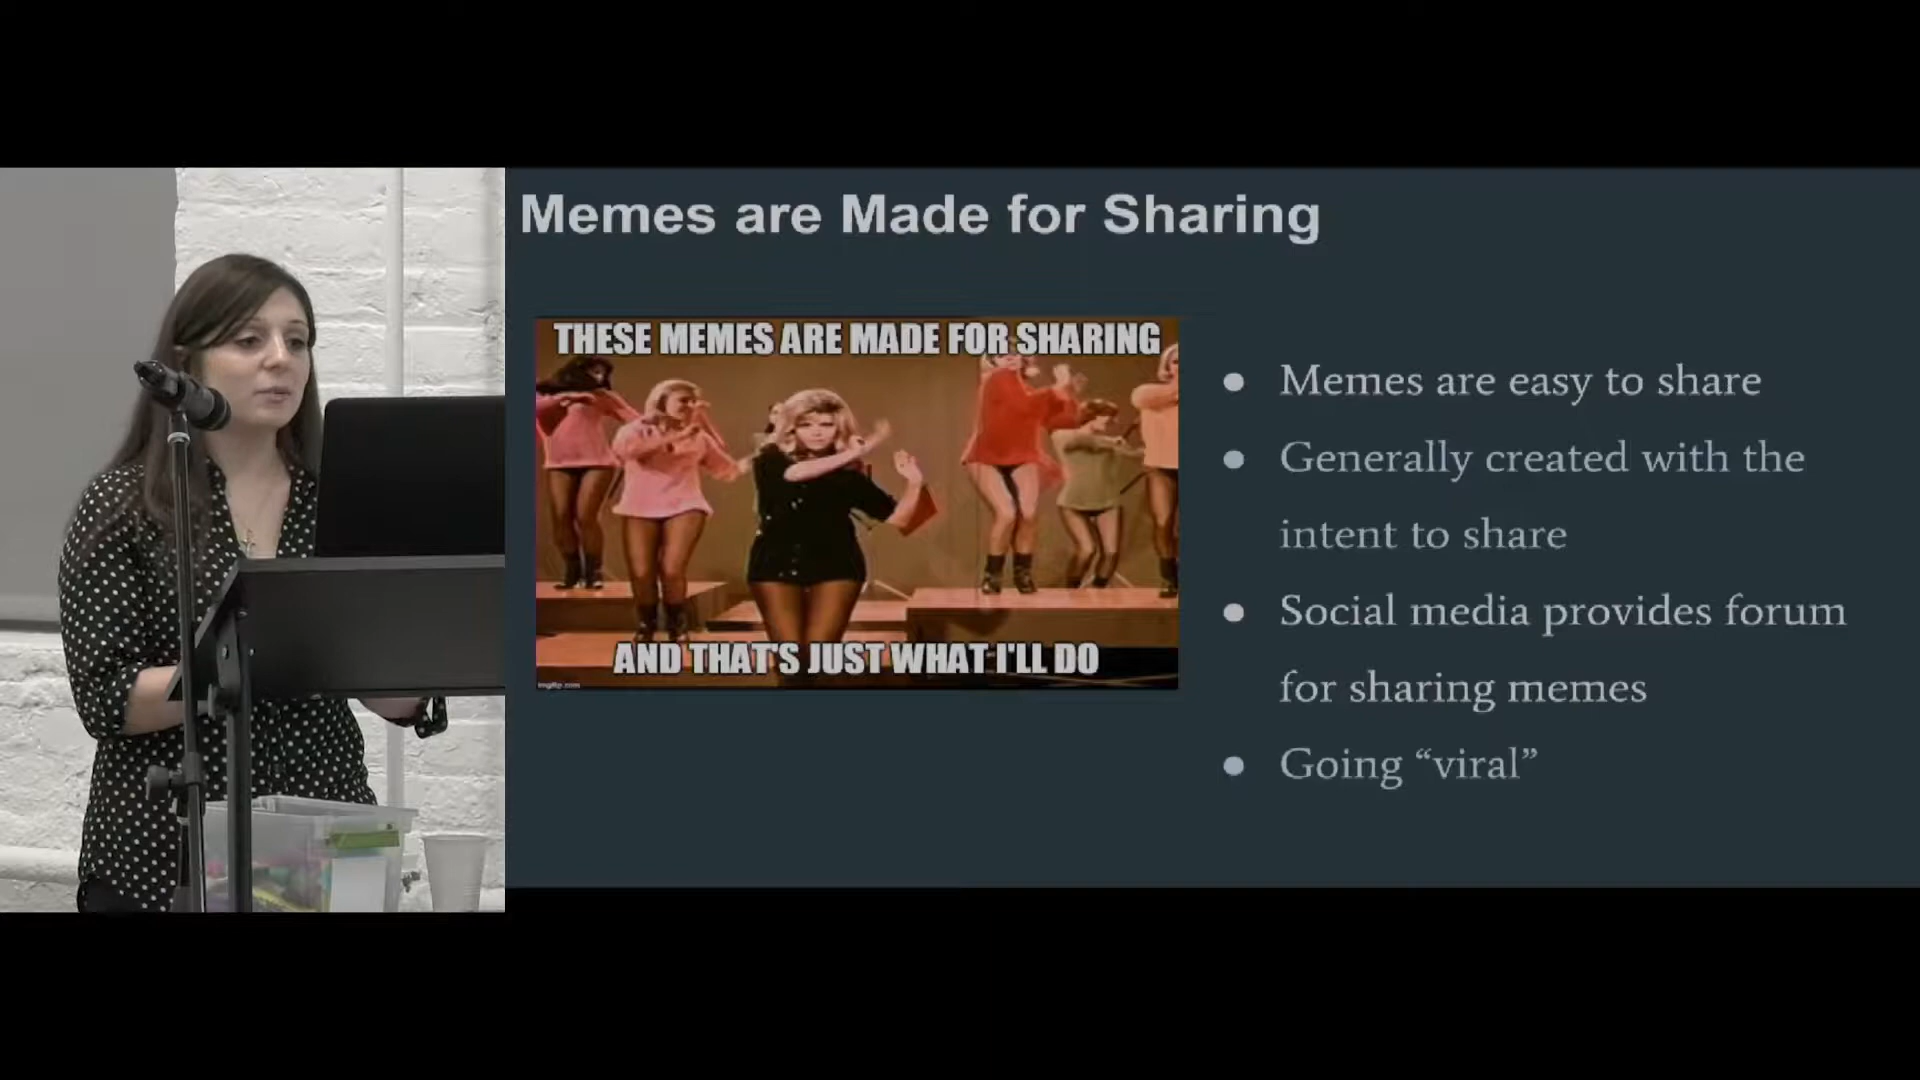 Memes are Made for Sharing
THESE MEMES ARE MADE FOR SHARING
AND THAT'S JUST WHAT I'LL DO
imgflip.com
● Memes are easy to share
● Generally created with the
intent to share
● Social media provides forum
for sharing memes
● Going “viral”